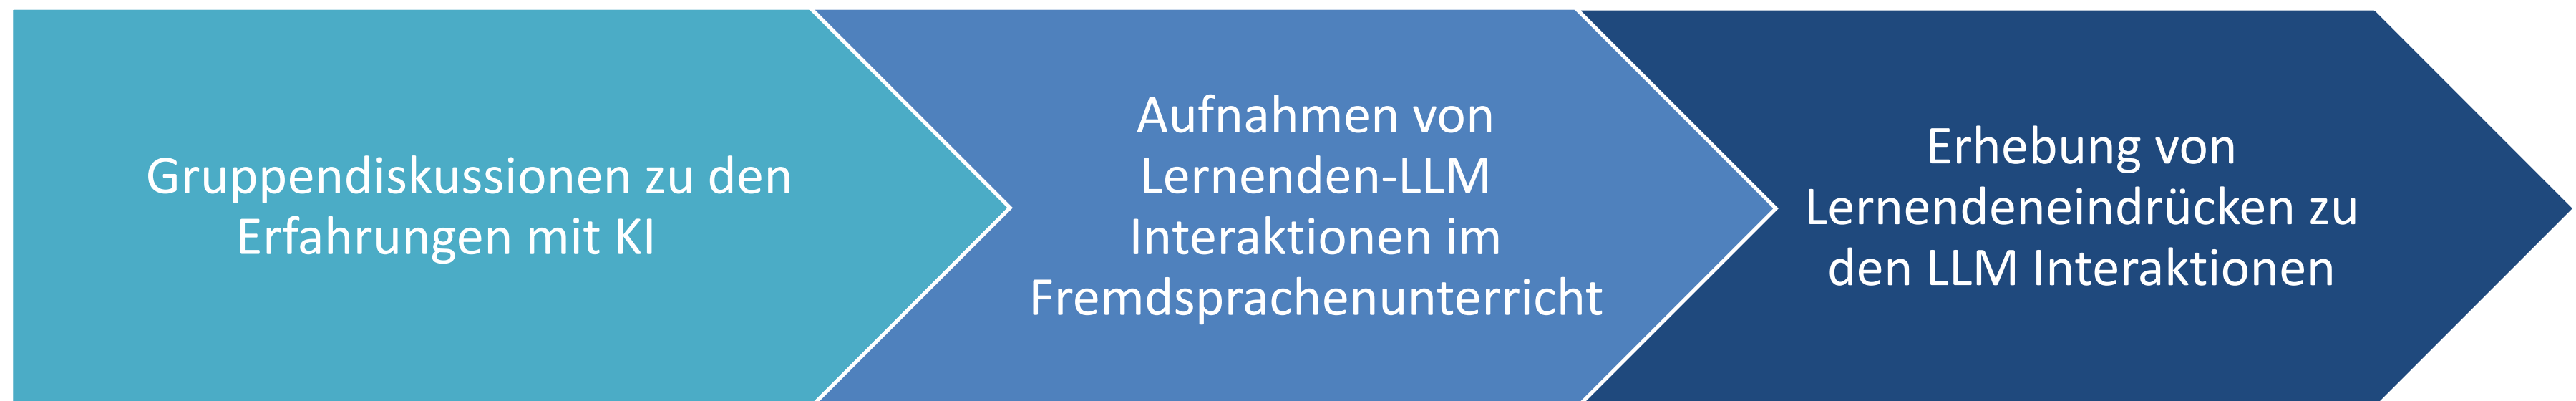 Gruppendiskussionen zu den
Erfahrungen mit KI
Aufnahmen von
Lernenden-LLM
Interaktionen im
Fremdsprachenunterricht
Erhebung von
Lernendeneindrücken zu
den LLM Interaktionen